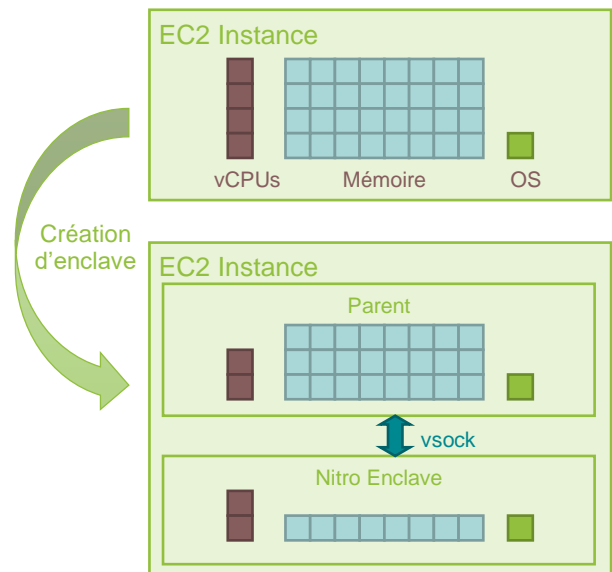 EC2 Instance
vCPUs
Mémoire
OS
Création
d'enclave
EC2 Instance
Parent
vsock
Nitro Enclave